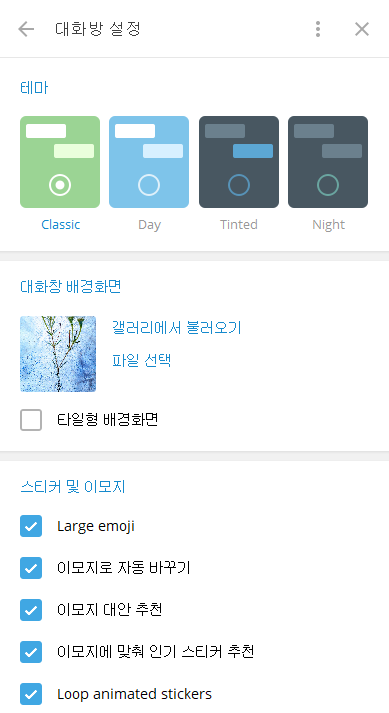 대화방 설정
테마
Classic
Day
Tinted
Night
대화창 배경화면
갤러리에서 불러오기
파일 선택
타일형 배경화면
스티커 및 이모지
Large emoji
이모지로 자동 바꾸기
이모지 대안 추천
이모지에 맞춰 인기 스티커 추천
Loop animated stickers